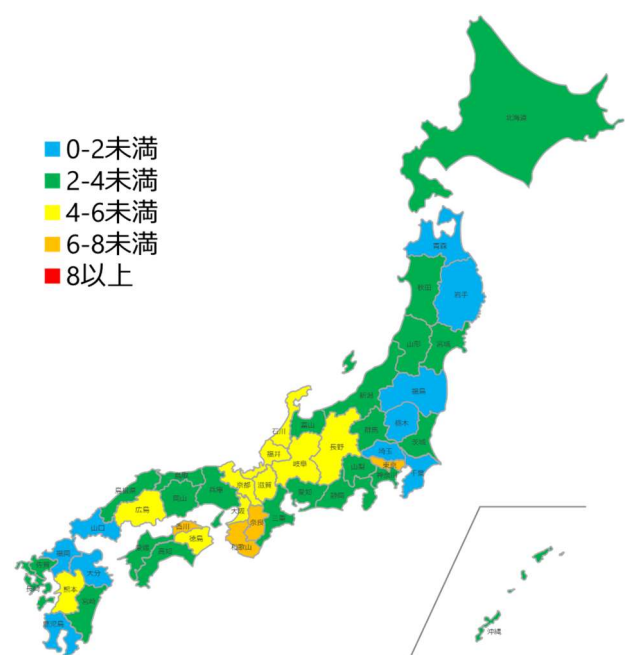 0-2未満
2-4未満
4-6未満
6-8未満
8以上
北海道
青森
秋田
岩手
山形
宮城
新潟
福島
石川
富山
群馬
栃木
茨城
福井
岐阜
長野
埼玉
東京
千葉
山梨
京都
滋賀
愛知
静岡
兵庫
岡山
島根県
広島
大阪
奈良
三重
和歌山
山口
香川
徳島
愛媛
高知
福岡
大分
熊本
宮崎
鹿児島
沖縄